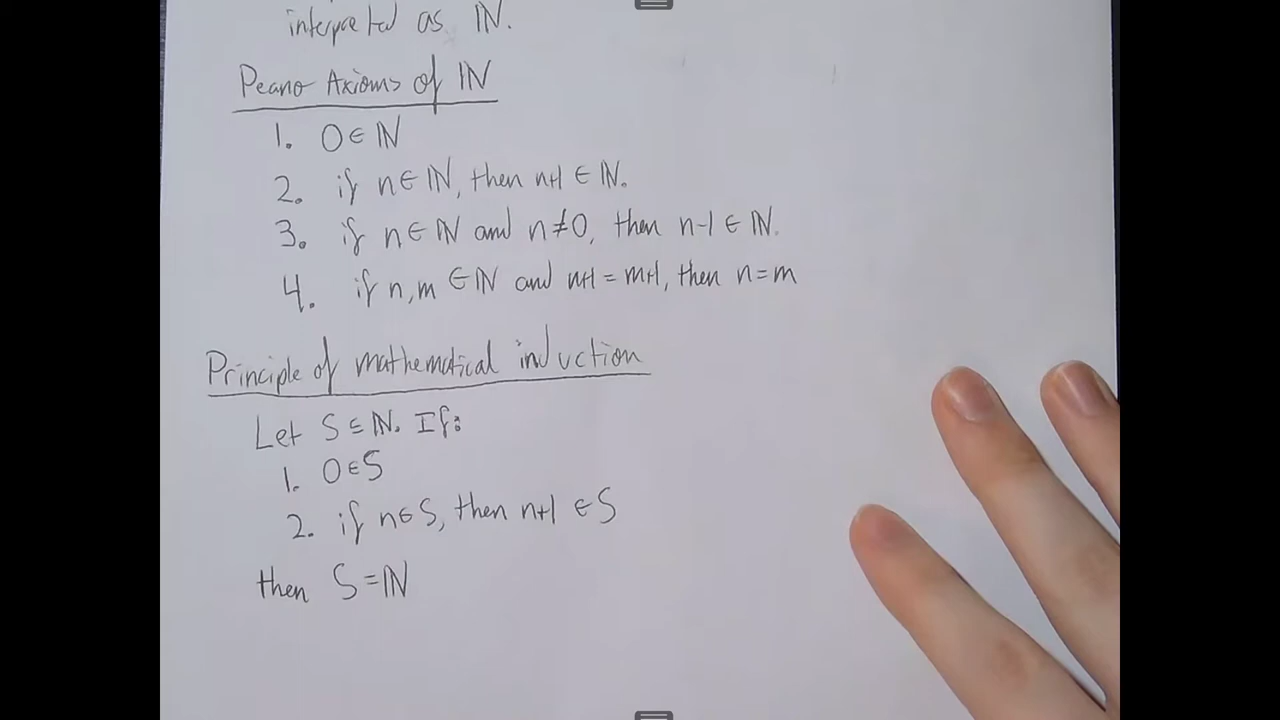 interpreted as ℕ.
Peano Axioms of ℕ
1. 0 ∈ ℕ
2. if n ∈ ℕ, then n+1 ∈ ℕ.
3. if n ∈ ℕ and n ≠ 0, then n-1 ∈ ℕ.
4. if n, m ∈ ℕ and n+1 = m+1, then n = m
Principle of mathematical induction
Let S ⊆ ℕ. If:
1. 0 ∈ S
2. if n ∈ S, then n+1 ∈ S
then S = ℕ